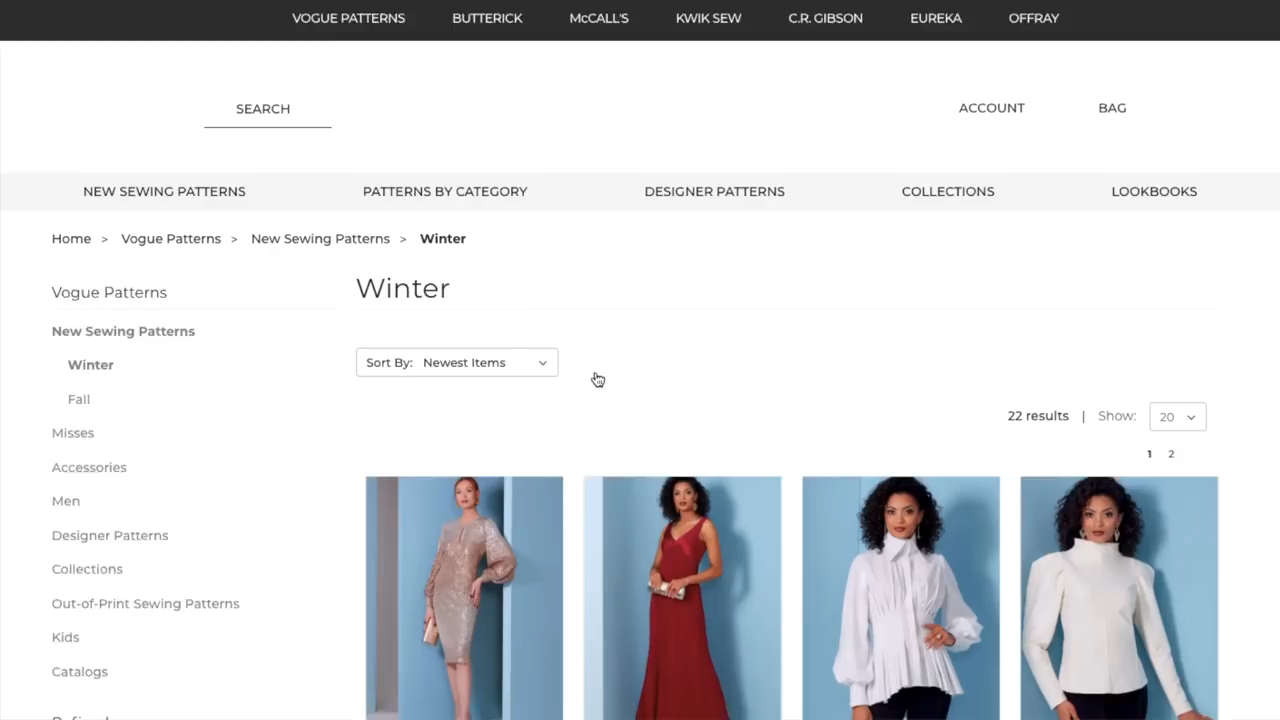 VOGUE PATTERNS BUTTERICK McCALL'S KWIK SEW C.R. GIBSON EUREKA OFFRAY
SEARCH ACCOUNT BAG
NEW SEWING PATTERNS PATTERNS BY CATEGORY DESIGNER PATTERNS COLLECTIONS LOOKBOOKS
Home > Vogue Patterns > New Sewing Patterns > Winter
Vogue Patterns
New Sewing Patterns
Winter
Fall
Misses
Accessories
Men
Designer Patterns
Collections
Out-of-Print Sewing Patterns
Kids
Catalogs
Winter
Sort By: Newest Items
22 results | Show: 20
1 2